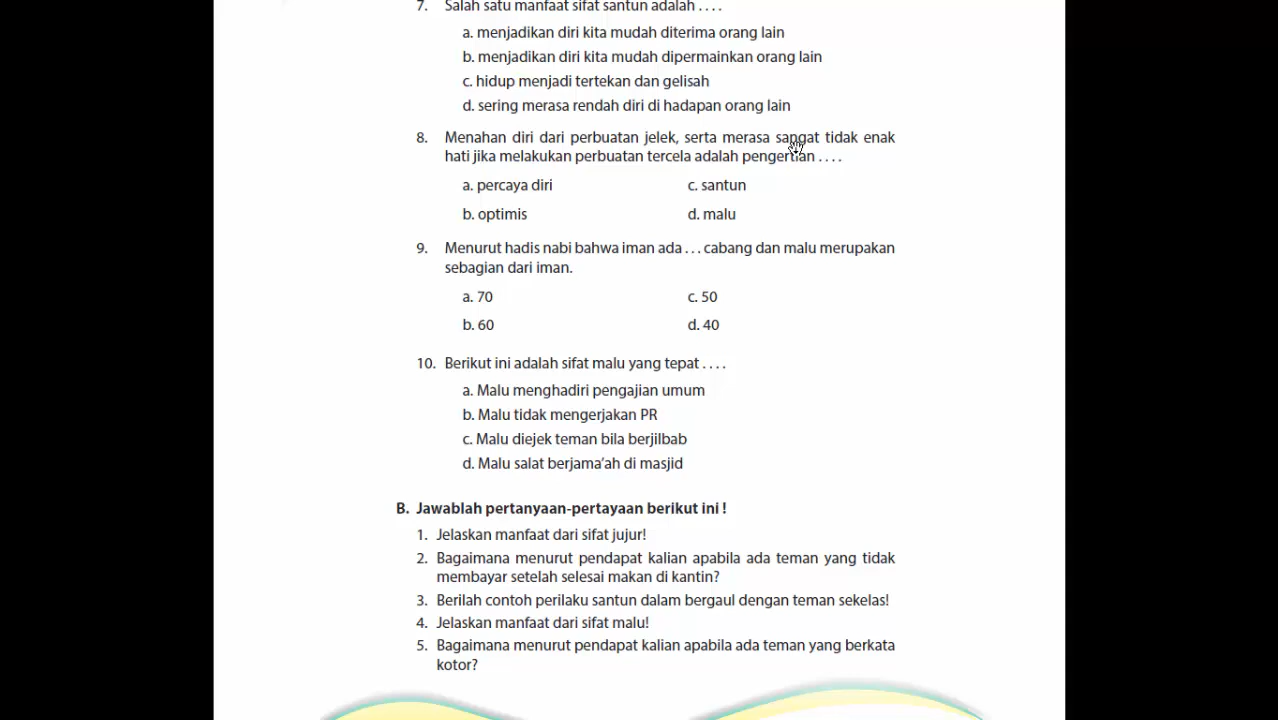 7. Salah satu manfaat sifat santun adalah . . . .
a. menjadikan diri kita mudah diterima orang lain
b. menjadikan diri kita mudah dipermainkan orang lain
c. hidup menjadi tertekan dan gelisah
d. sering merasa rendah diri di hadapan orang lain
8. Menahan diri dari perbuatan jelek, serta merasa sangat tidak enak
hati jika melakukan perbuatan tercela adalah pengertian . . . .
a. percaya diri c. santun
b. optimis d. malu
9. Menurut hadis nabi bahwa iman ada . . . cabang dan malu merupakan
sebagian dari iman.
a. 70 c. 50
b. 60 d. 40
10. Berikut ini adalah sifat malu yang tepat . . . .
a. Malu menghadiri pengajian umum
b. Malu tidak mengerjakan PR
c. Malu diejek teman bila berjilbab
d. Malu salat berjama'ah di masjid
B. Jawablah pertanyaan-pertayaan berikut ini !
1. Jelaskan manfaat dari sifat jujur!
2. Bagaimana menurut pendapat kalian apabila ada teman yang tidak
membayar setelah selesai makan di kantin?
3. Berilah contoh perilaku santun dalam bergaul dengan teman sekelas!
4. Jelaskan manfaat dari sifat malu!
5. Bagaimana menurut pendapat kalian apabila ada teman yang berkata
kotor?